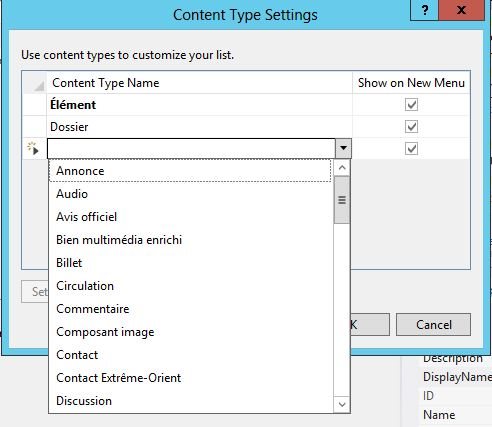 Content Type Settings
? x
Use content types to customize your list.
Content Type Name Show on New Menu
Élément
Dossier
Annonce
Audio
Avis officiel
Bien multimédia enrichi
Billet
Circulation
Commentaire
Composant image
Contact
Contact Extrême-Orient
Discussion
Set
K Cancel
Description
DisplayName
ID
Name